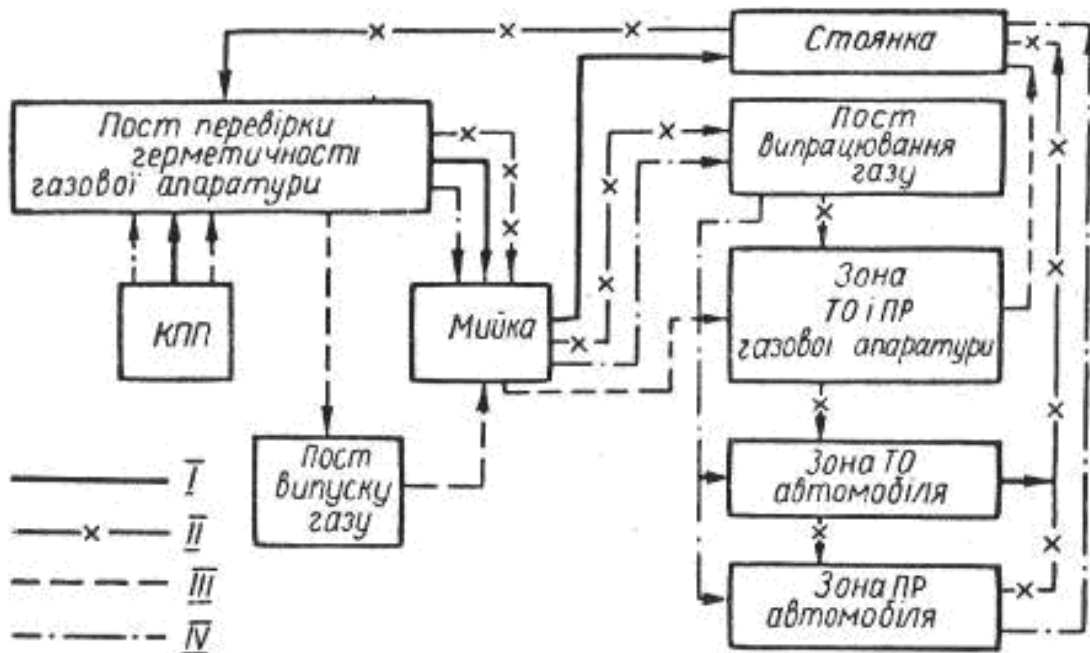 Стоянка
Пост перевірки
герметичності
газової апаратури
Пост
випрацювання
газу
КПП
Мийка
Зона
ТО і ПР
газової апаратури
Пост
випуску
газу
Зона ТО
автомобіля
Зона ПР
автомобіля
I
II
III
IV